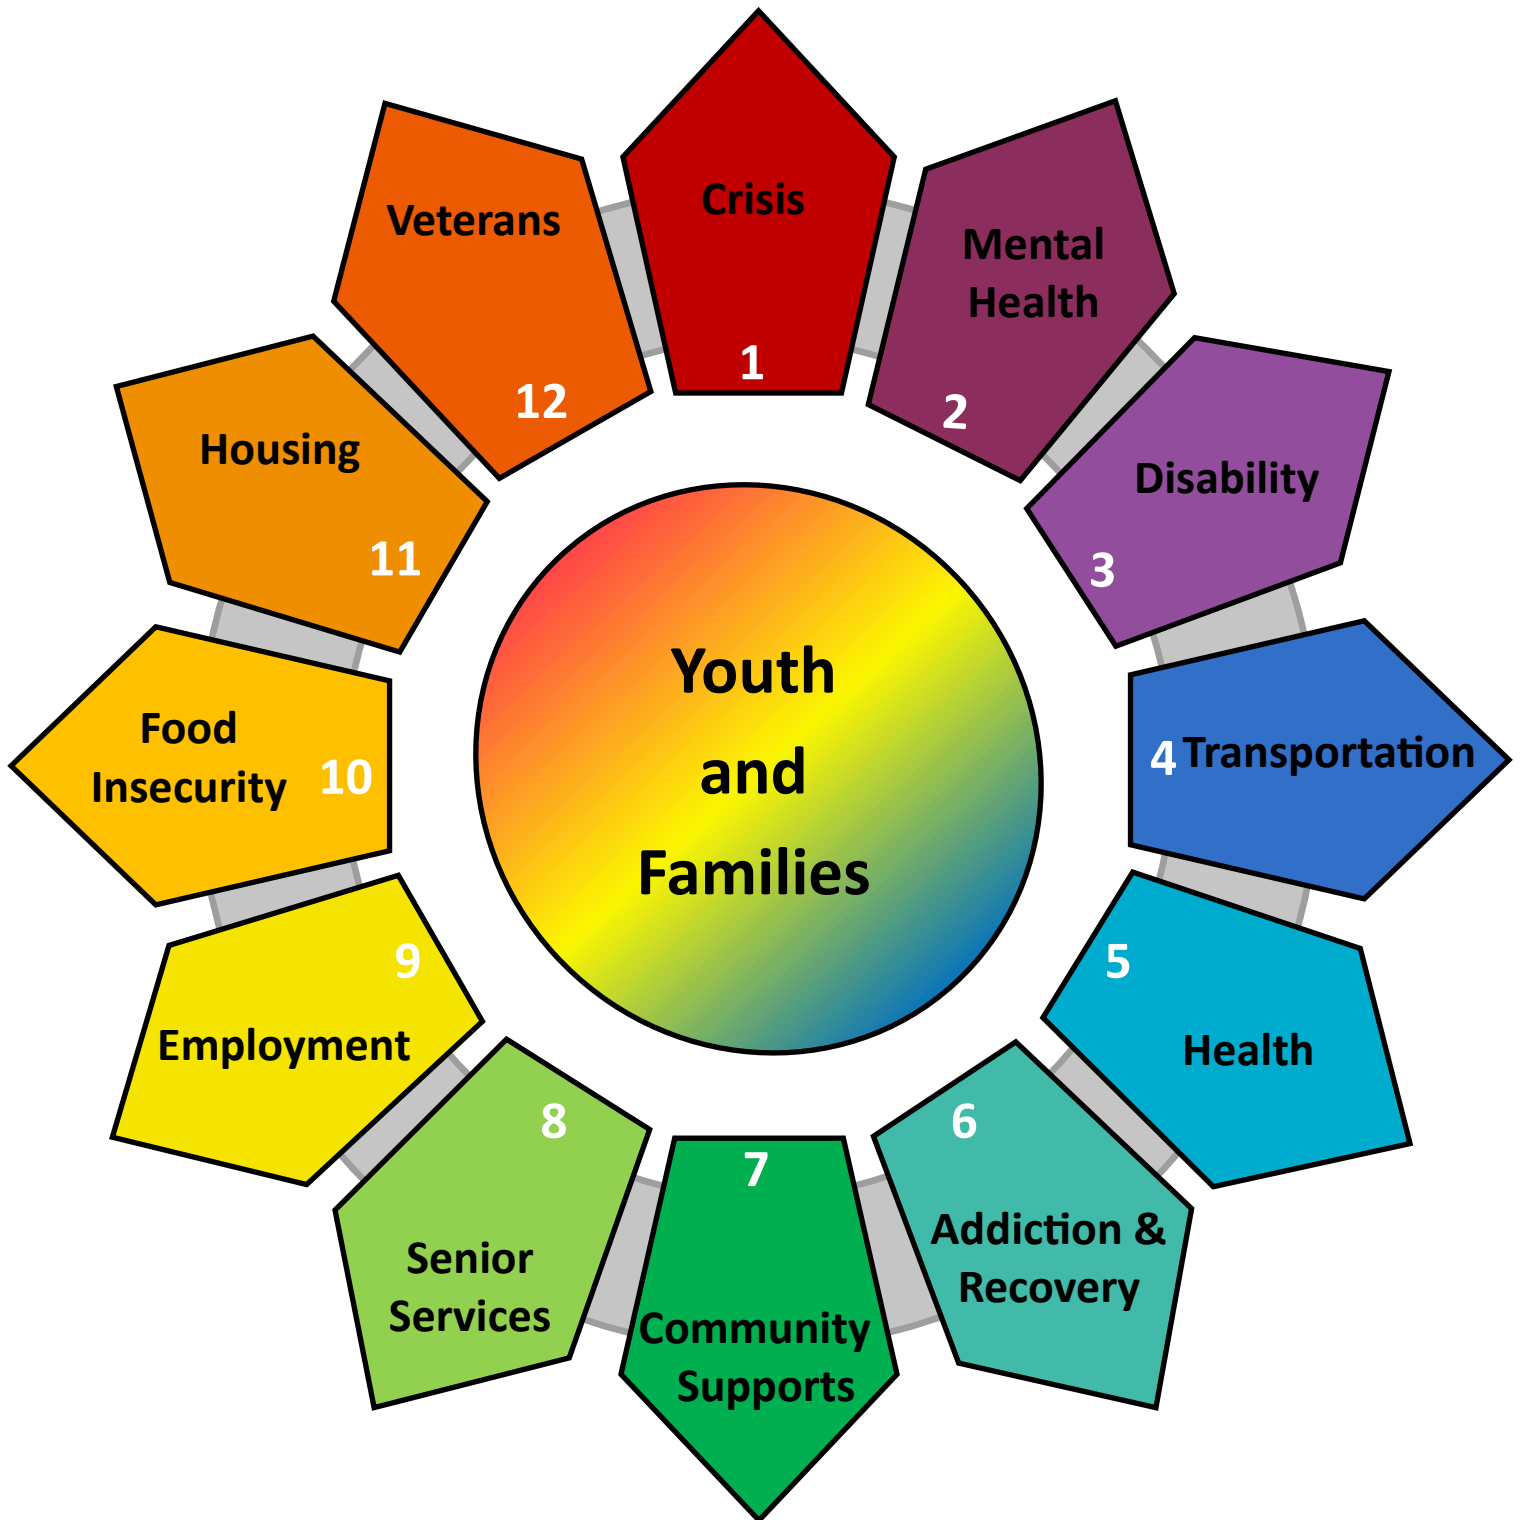 Crisis
1
Mental
Health
2
Disability
3
4 Transportation
5
Health
6
Addiction &
Recovery
7
Community
Supports
8
Senior
Services
9
Employment
Food
Insecurity 10
Housing
11
Veterans
12
Youth
and
Families